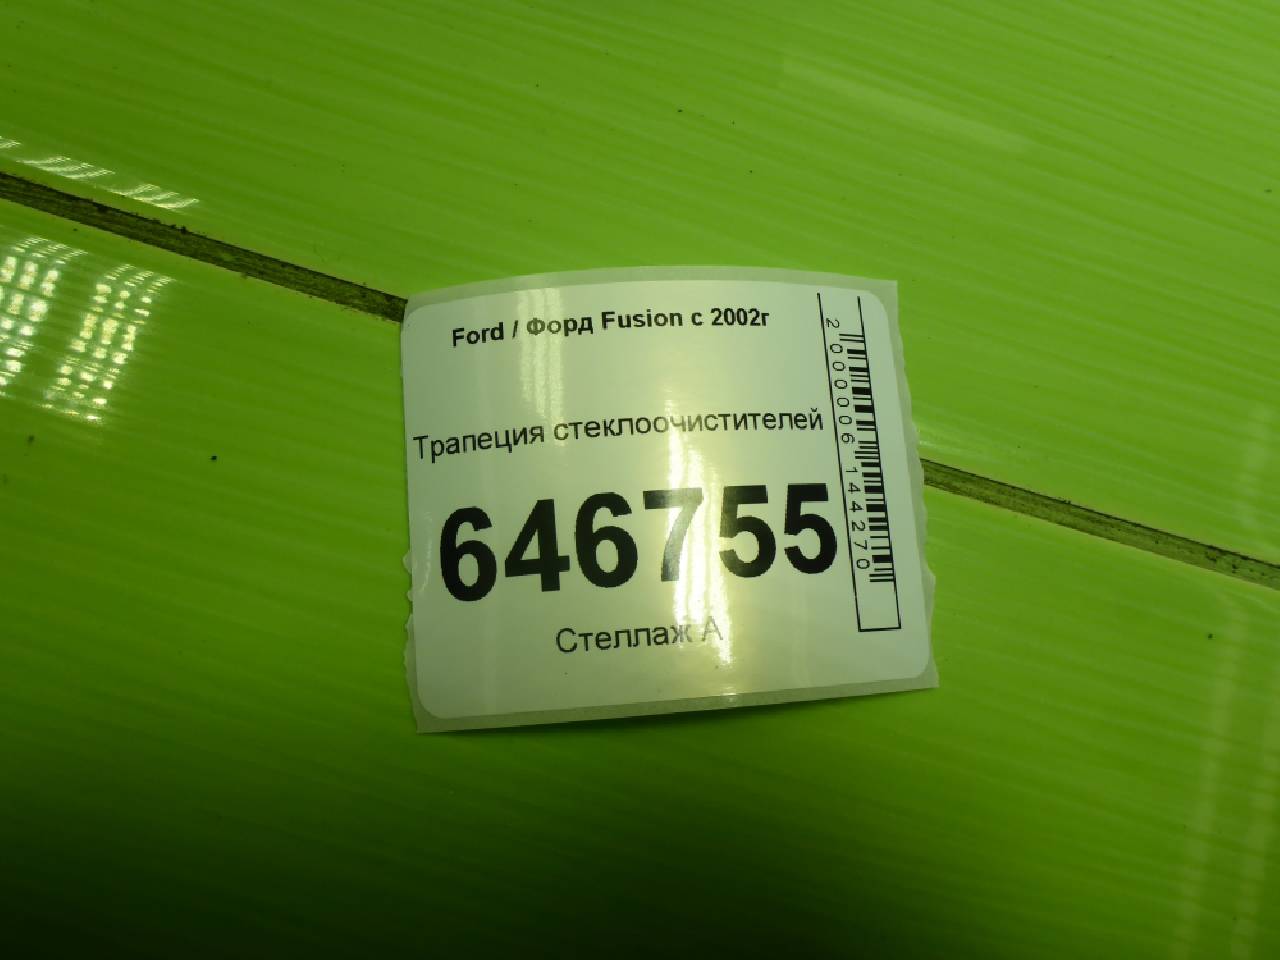 Ford / Форд Fusion с 2002г
Трапеция стеклоочистителей
646755
Стеллаж А
2000006144270